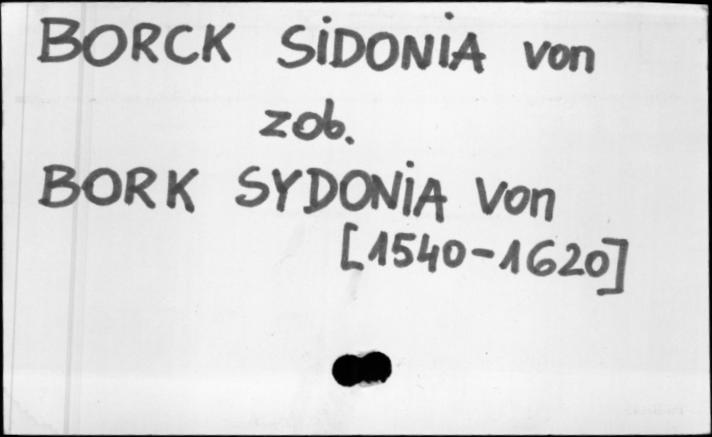 BORCK SiDONiA von
zob.
BORK SYDONiA von
[1540-1620]